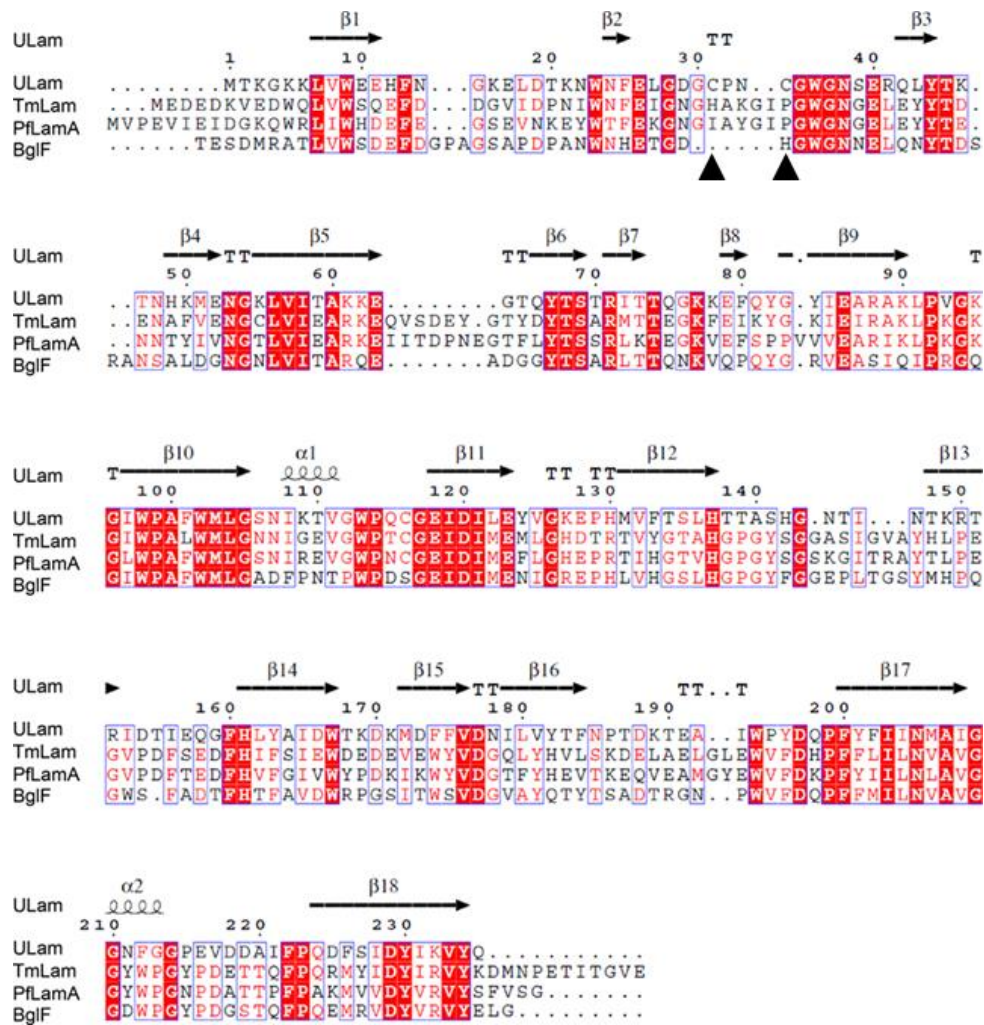 ULam β1 β2 TT β3
1 10 20 30 40
ULam ........MTKGKKLVWEEHFN...GKELDTKNWNFELGDGCPN..CGWGNSERQLYTK.
TmLam ...MEDEDKVEDWQLVWSQEFD...DGVIDPNIWNFEIGNGHAKGIPGWGNGELEYYTD.
PfLamA MVPEVIEIDGKQWRLIWHDEFE...GSEVNKEYWTFEKGNGIAYGIPGWGNGELEYYTE.
BglF ......TESDMRATLVWSDEFDGPAGSAPDPANWNHETGD.....HGWGNNELQNYTDS
ULam β4 TT β5 TT β6 β7 β8 . β9 T
50 60 70 80 90
ULam ..TNHKMENGKLVITAKKE........GTQYTSTRITTQGKKEFQYG.YIEARAKLPVGK
TmLam ..ENAFVENGCLVIEARKEQVSDEY.GTYDYTSARMTTEGKFEIKYG.KIEIRAKLPKGK
PfLamA ..NNTYIVNGTLVIEARKEIITDPNEGTFLYTSSRLKTEGKVEFSPPVVVEARIKLPKGK
BglF RANSALDGNGNLVITARQE.......ADGGYTSARLTTQNKVQPQYG.RVEASIQIPRGQ
ULam T β10 α1 β11 TT TT β12 β13
100 110 120 130 140 150
ULam GIWPAFWMLGSNIKTVGWPQCGEIDILEYVGKEPHMVFTSLHTTASHG.NTI...NTKRT
TmLam GIWPALWMLGNNIGEVGWPTCGEIDIMEMLGHDTRTVYGTAHGPGYSGGASIGVAYHLPE
PfLamA GLWPAFWMLGSNIREVGWPNCGEIDIMEFLGHEPRTIHGTVHGPGYSGSKGITRAYTLPE
BglF GIWPAFWMLGADFPNTPWPDSGEIDIMENIGREPHLVHGSLHGPGYFGGEPLTGSYMHPQ
ULam β14 β15 TT β16 TT..T β17
160 170 180 190 200
ULam RIDTIEQGFHLYAIDWTKDKMDFFVDNILVYTFNPTDKTEA..IWPYDQPFYFIINMAIG
TmLam GVPDFSEDFHIFSIEWDEDEVEWYVDGQLYHVLSKDELAELGLEWVFDHPFFLILNVAVG
PfLamA GVPDFTEDFHVFGIVWYPDKIKWYVDGTFYHEVTKEQVEAMGYEWVFDKPFYIILNLAVG
BglF GWS.FADTFHTFAVDWRPGSITWSVDGVAYQTYTSADTRGN..PWVFDQPFFMILNVAVG
ULam α2 β18
210 220 230
ULam GNFGGPEVDDAIFPQDFSIDYIKVYQ...........
TmLam GYWPGYPDETTQFPQRMYIDYIRVYKDMNPETITGVE
PfLamA GYWPGNPDATTPFPAKMVVDYVRVYSFVSG.......
BglF GDWPGYPDGSTQFPQEMRVDYVRVYELG.........